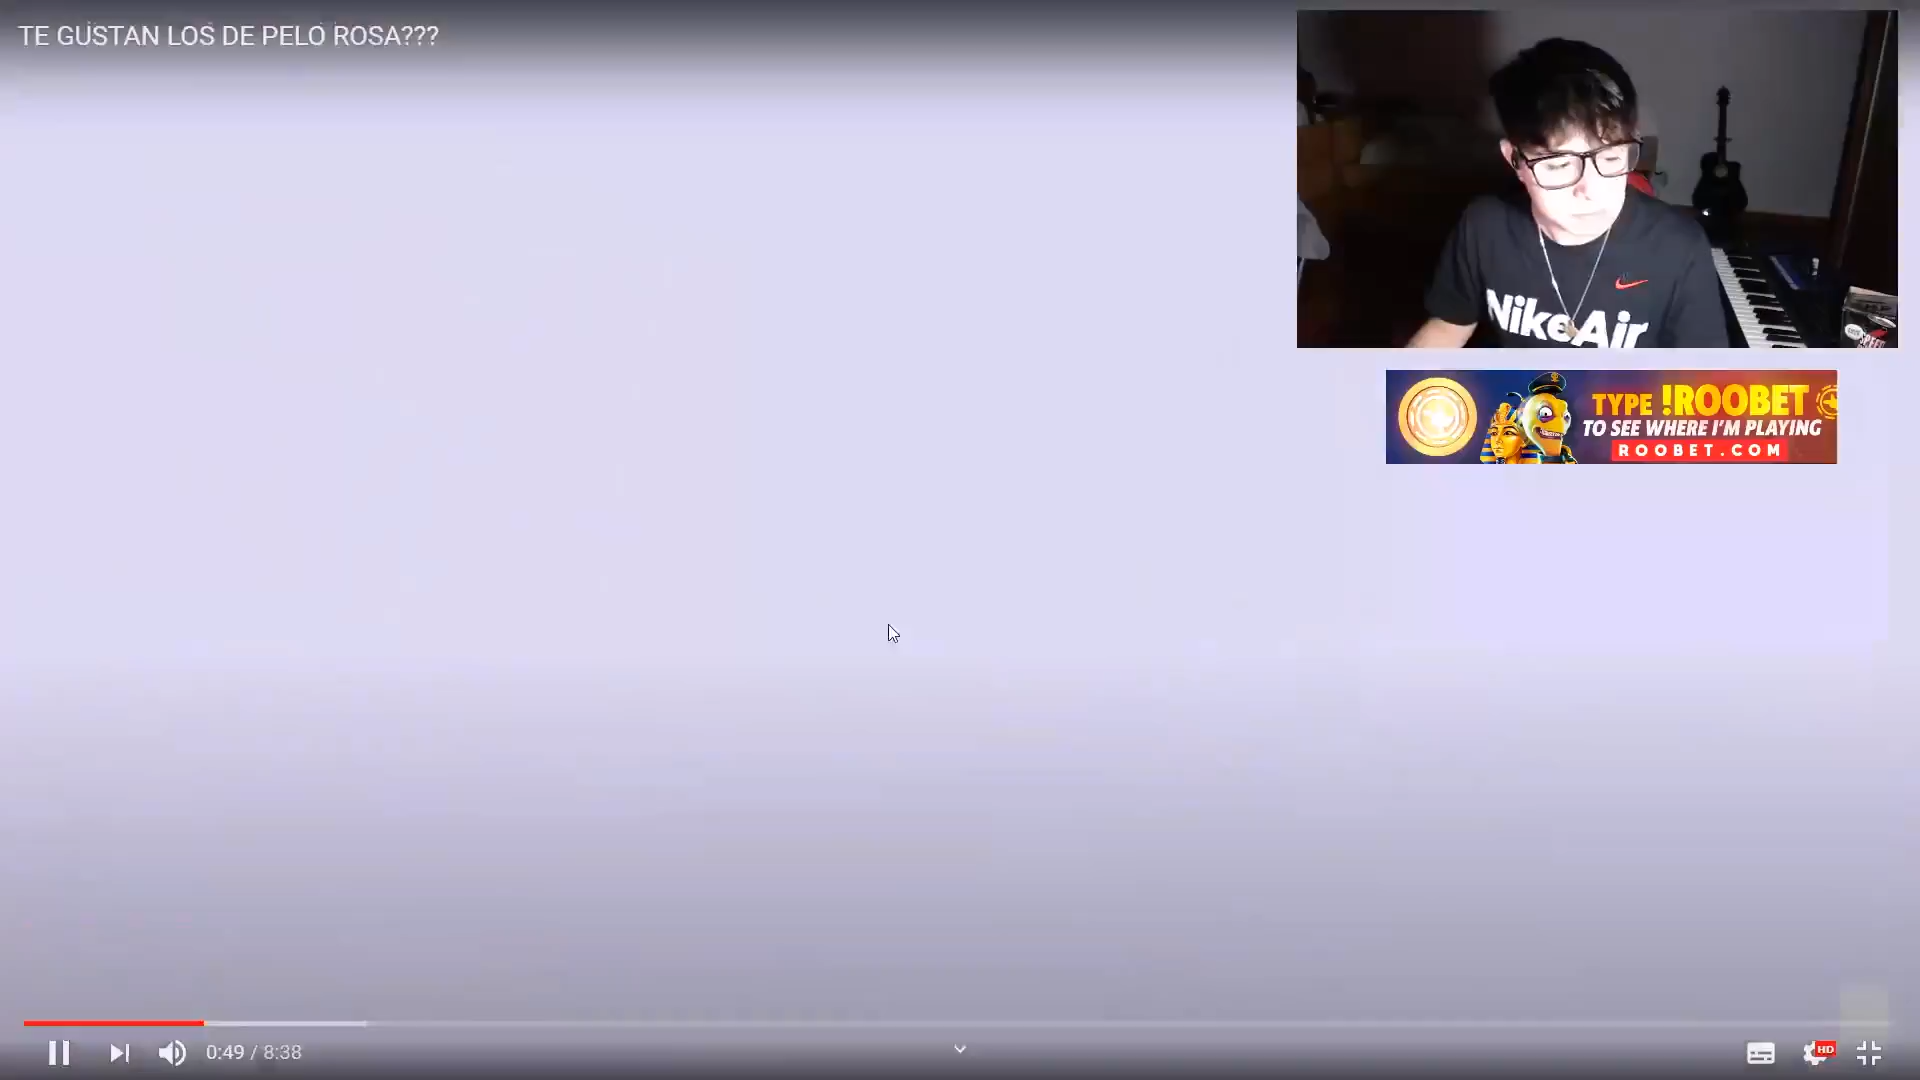 TE GUSTAN LOS DE PELO ROSA???
Nike Air
TYPE !ROOBET
TO SEE WHERE I'M PLAYING
ROOBET.COM
0:49 / 8:38
HD